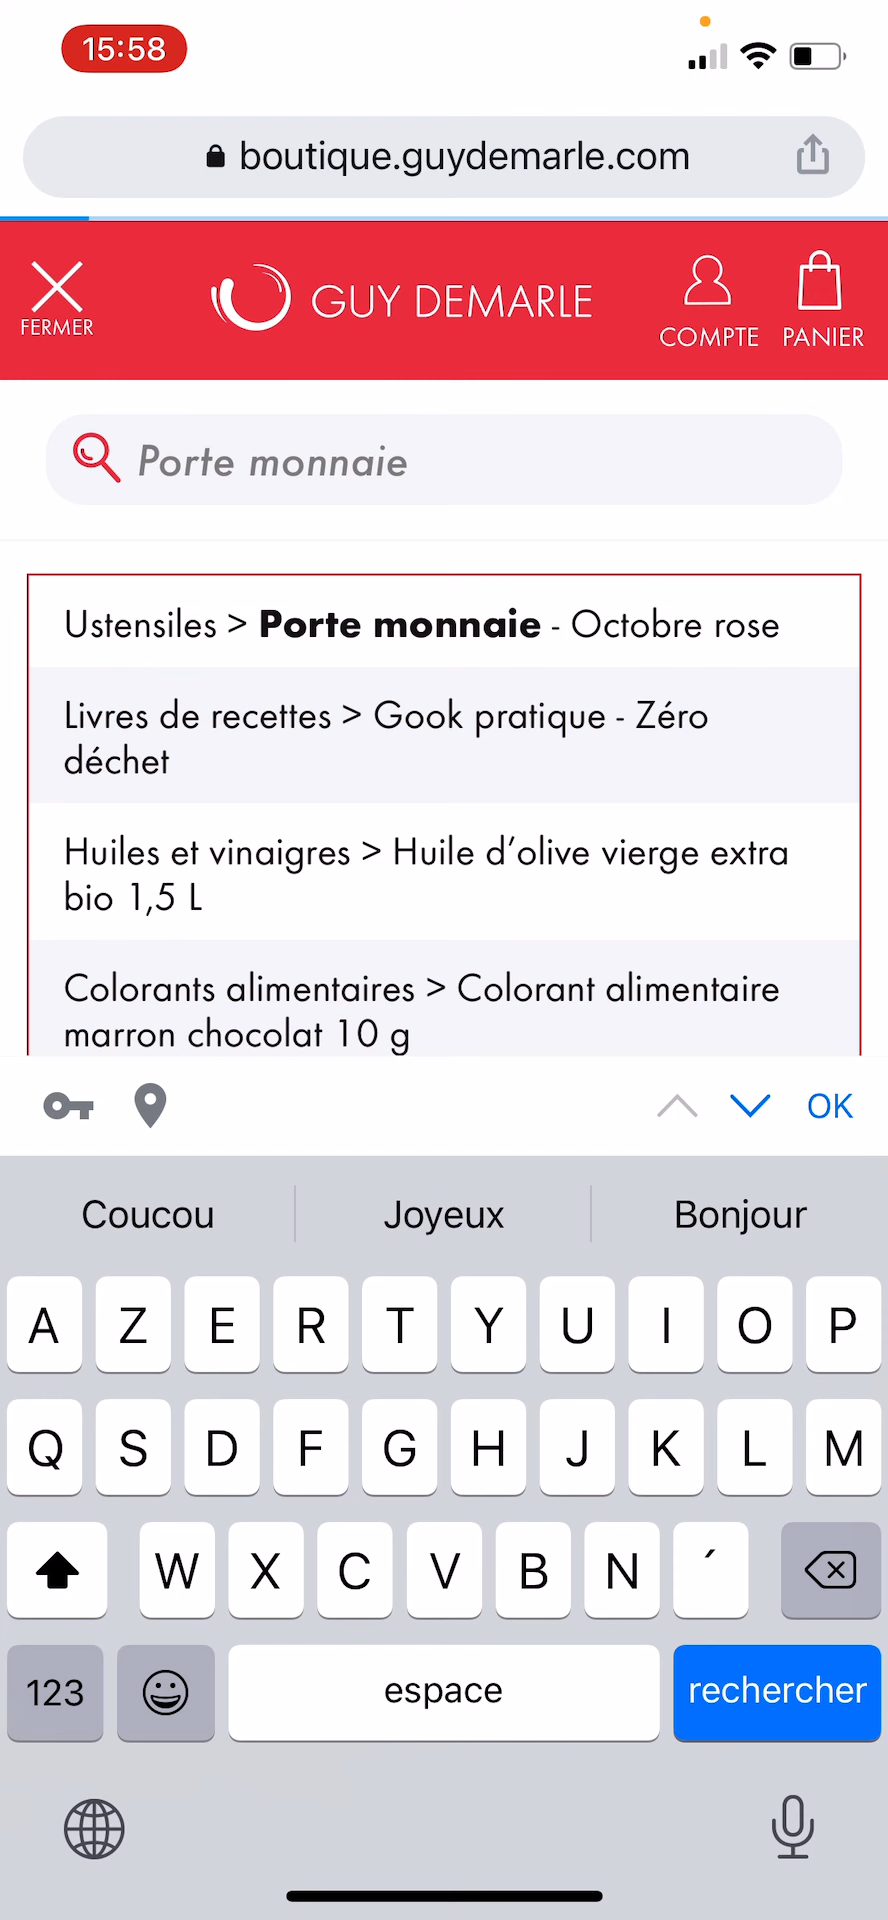 15:58
boutique.guydemarle.com
FERMER
GUY DEMARLE
COMPTE
PANIER
Porte monnaie
Ustensiles > Porte monnaie - Octobre rose
Livres de recettes > Gook pratique - Zéro
déchet
Huiles et vinaigres > Huile d’olive vierge extra
bio 1,5 L
Colorants alimentaires > Colorant alimentaire
marron chocolat 10 g
OK
Coucou Joyeux Bonjour
A Z E R T Y U I O P
Q S D F G H J K L M
W X C V B N ´
123 espace rechercher